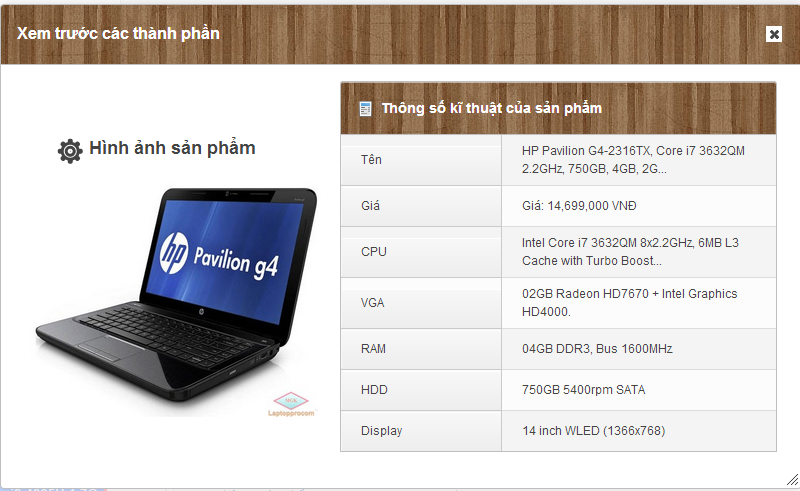 Xem trước các thành phần
Hình ảnh sản phẩm
hp
Pavilion g4
Laptopprocom
Thông số kĩ thuật của sản phẩm
Tên
HP Pavilion G4-2316TX, Core i7 3632QM
2.2GHz, 750GB, 4GB, 2G...
Giá
Giá: 14,699,000 VNĐ
CPU
Intel Core i7 3632QM 8x2.2GHz, 6MB L3
Cache with Turbo Boost...
VGA
02GB Radeon HD7670 + Intel Graphics
HD4000.
RAM
04GB DDR3, Bus 1600MHz
HDD
750GB 5400rpm SATA
Display
14 inch WLED (1366x768)